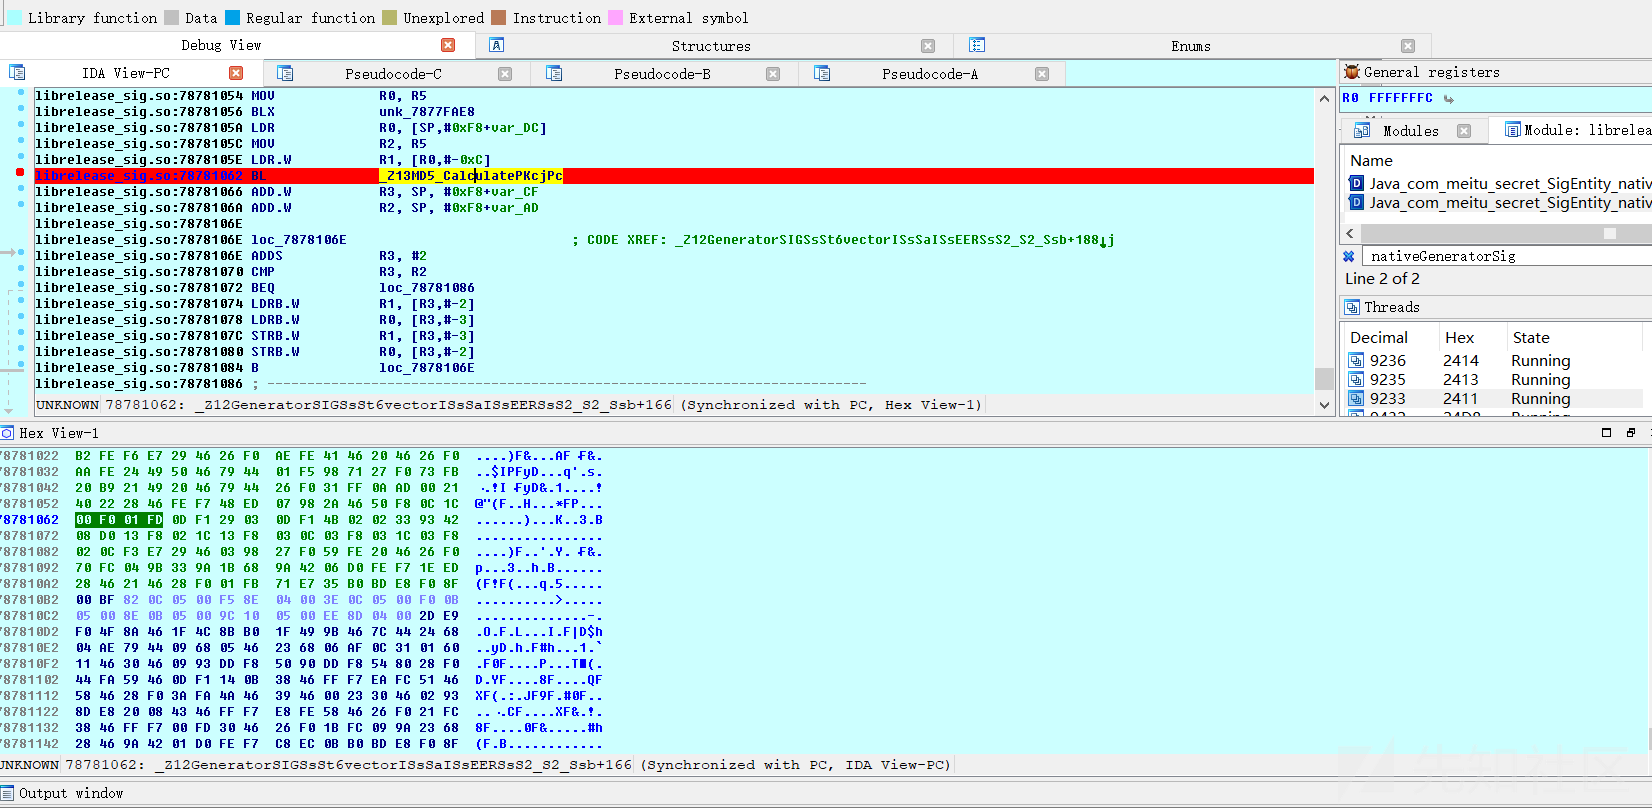 Library function Data Regular function Unexplored Instruction External symbol
Debug View Structures Enums
IDA View-PC Pseudocode-C Pseudocode-B Pseudocode-A
librelease_sig.so:78781054 MOV R0, R5
librelease_sig.so:78781056 BLX unk_7877FAE8
librelease_sig.so:7878105A LDR R0, [SP,#0xF8+var_DC]
librelease_sig.so:7878105C MOV R2, R5
librelease_sig.so:7878105E LDR.W R1, [R0,#-0xC]
librelease_sig.so:78781062 BL _Z13MD5_CalculatePKcjPc
librelease_sig.so:78781066 ADD.W R3, SP, #0xF8+var_CF
librelease_sig.so:7878106A ADD.W R2, SP, #0xF8+var_AD
librelease_sig.so:7878106E
librelease_sig.so:7878106E loc_7878106E ; CODE XREF: _Z12GeneratorSIGSsSt6vectorISsSaISsEERSsS2_S2_Ssb+188↓j
librelease_sig.so:7878106E ADDS R3, #2
librelease_sig.so:78781070 CMP R3, R2
librelease_sig.so:78781072 BEQ loc_78781086
librelease_sig.so:78781074 LDRB.W R1, [R3,#-2]
librelease_sig.so:78781078 LDRB.W R0, [R3,#-3]
librelease_sig.so:7878107C STRB.W R1, [R3,#-3]
librelease_sig.so:78781080 STRB.W R0, [R3,#-2]
librelease_sig.so:78781084 B loc_7878106E
librelease_sig.so:78781086 ; ---------------------------------------------------------------------------
UNKNOWN 78781062: _Z12GeneratorSIGSsSt6vectorISsSaISsEERSsS2_S2_Ssb+166 (Synchronized with PC, Hex View-1)
General registers
R0 FFFFFFFC
Modules Module: librelea
Name
Java_com_meitu_secret_SigEntity_nativ
Java_com_meitu_secret_SigEntity_nativ
nativeGeneratorSig
Line 2 of 2
Threads
Decimal Hex State
9236 2414 Running
9235 2413 Running
9233 2411 Running
Hex View-1
78781022 B2 FE F6 E7 29 46 26 F0 AE FE 41 46 20 46 26 F0 ....)F&...AF F&.
78781032 AA FE 24 49 50 46 79 44 01 F5 98 71 27 F0 73 FB ..$IPFyD...q'.s.
78781042 20 B9 21 49 20 46 79 44 26 F0 31 FF 0A AD 00 21 .!I FyD&.1....!
78781052 40 22 28 46 FE F7 48 ED 07 98 2A 46 50 F8 0C 1C @"(F..H...*FP...
78781062 00 F0 01 FD 0D F1 29 03 0D F1 4B 02 02 33 93 42 ......)...K..3.B
78781072 08 D0 13 F8 02 1C 13 F8 03 0C 03 F8 03 1C 03 F8 ................
78781082 02 0C F3 E7 29 46 03 98 27 F0 59 FE 20 46 26 F0 ....)F..'.Y. F&.
78781092 70 FC 04 9B 33 9A 1B 68 9A 42 06 D0 FE F7 1E ED p...3..h.B......
787810A2 28 46 21 46 28 F0 01 FB 71 E7 35 B0 BD E8 F0 8F (F!F(...q.5.....
787810B2 00 BF 82 0C 05 00 F5 8E 04 00 3E 0C 05 00 F0 0B ..........>.....
787810C2 05 00 8E 0B 05 00 9C 10 05 00 EE 8D 04 00 2D E9 ..............-.
787810D2 F0 4F 8A 46 1F 4C 8B B0 1F 49 9B 46 7C 44 24 68 .O.F.L...I.F|D$h
787810E2 04 AE 79 44 09 68 05 46 23 68 06 AF 0C 31 01 60 ..yD.h.F#h...1.`
787810F2 11 46 30 46 09 93 DD F8 50 90 DD F8 54 80 28 F0 .F0F....P...T.(.
78781102 44 FA 59 46 0D F1 14 0B 38 46 FF F7 EA FC 51 46 D.YF....8F....QF
78781112 58 46 28 F0 3A FA 4A 46 39 46 00 23 30 46 02 93 XF(.:.JF9F.#0F..
78781122 8D E8 20 08 43 46 FF F7 E8 FE 58 46 26 F0 21 FC .. .CF....XF&.!.
78781132 38 46 FF F7 00 FD 30 46 26 F0 1B FC 09 9A 23 68 8F....0F&.....#h
78781142 28 46 9A 42 01 D0 FE F7 C8 EC 0B B0 BD E8 F0 8F (F.B............
UNKNOWN 78781062: _Z12GeneratorSIGSsSt6vectorISsSaISsEERSsS2_S2_Ssb+166 (Synchronized with PC, IDA View-PC)
Output window
先知社区